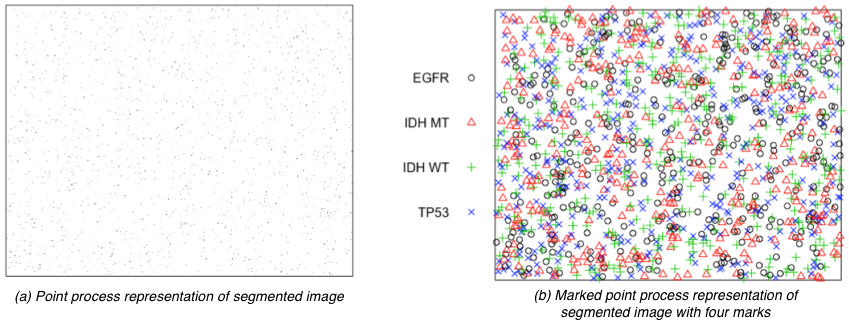 EGFR
IDH MT
IDH WT
TP53
(a) Point process representation of segmented image
(b) Marked point process representation of
segmented image with four marks